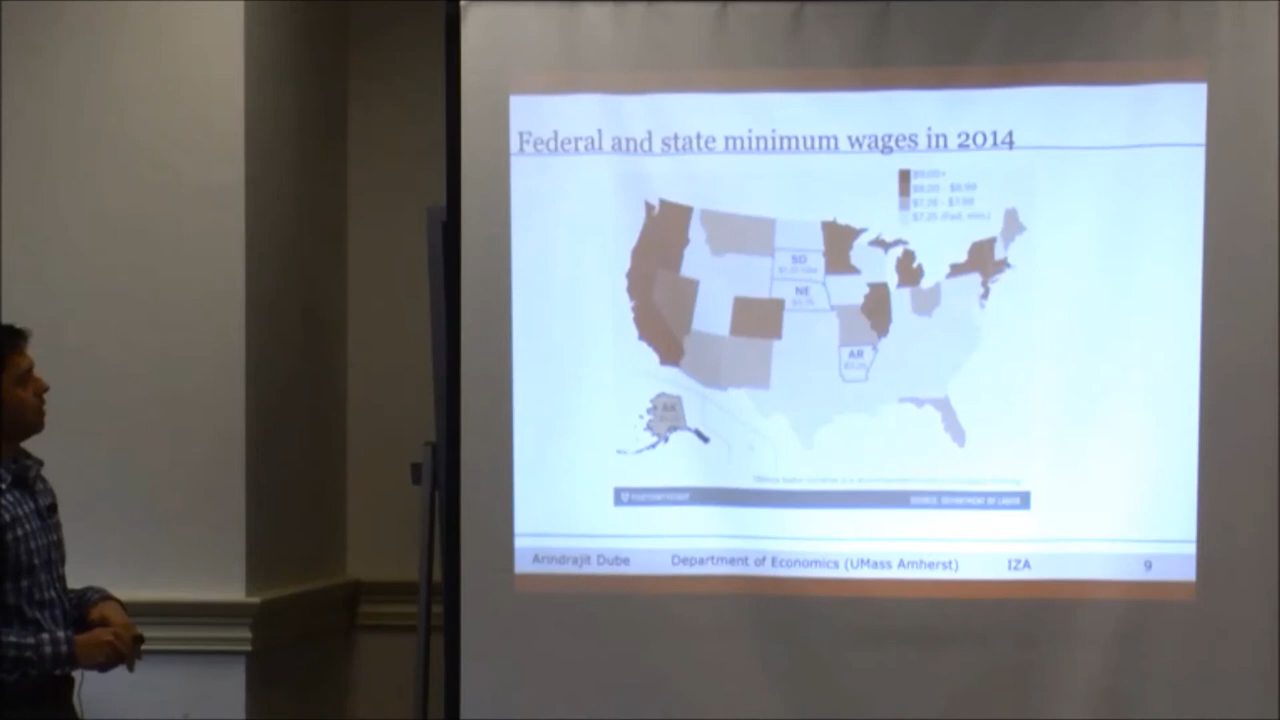 Federal and state minimum wages in 2014
$9.00+
$8.00 - $8.99
$7.26 - $7.99
$7.25 (Fed. min.)
SD
NE
AR
AK
SOURCE: DEPARTMENT OF LABOR
Arindrajit Dube Department of Economics (UMass Amherst) IZA 9